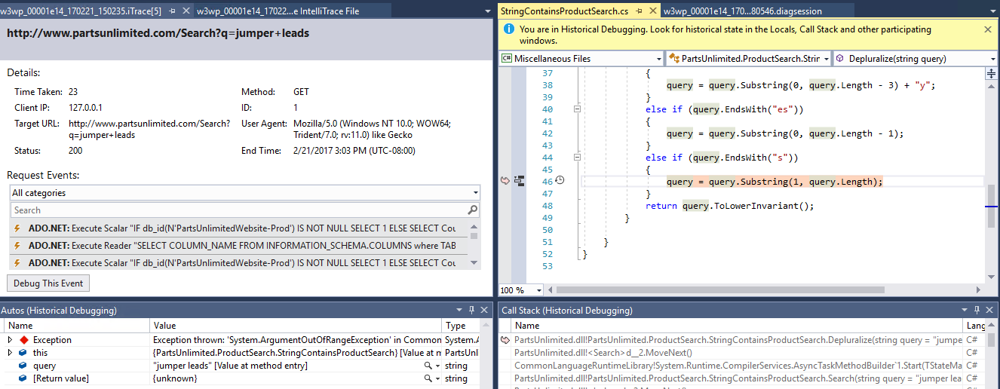 w3wp_00001e14_170221_150235.iTrace[5]
w3wp_00001e14_17022...e IntelliTrace File
http://www.partsunlimited.com/Search?q=jumper+leads
Details:
Time Taken: 23
Method: GET
Client IP: 127.0.0.1
ID: 1
Target URL: http://www.partsunlimited.com/Search?
q=jumper+leads
User Agent: Mozilla/5.0 (Windows NT 10.0; WOW64;
Trident/7.0; rv:11.0) like Gecko
Status: 200
End Time: 2/21/2017 3:03 PM (UTC-08:00)
Request Events:
All categories
Search
ADO.NET: Execute Scalar "IF db_id(N'PartsUnlimitedWebsite-Prod') IS NOT NULL SELECT 1 ELSE SELECT Cou
ADO.NET: Execute Reader "SELECT COLUMN_NAME FROM INFORMATION_SCHEMA.COLUMNS where TAB
ADO.NET: Execute Scalar "IF db_id(N'PartsUnlimitedWebsite-Prod') IS NOT NULL SELECT 1 ELSE SELECT Cou
Debug This Event
StringContainsProductSearch.cs
w3wp_00001e14_170...80546.diagsession
You are in Historical Debugging. Look for historical state in the Locals, Call Stack and other participating
windows.
C# Miscellaneous Files
PartsUnlimited.ProductSearch.Strir
Depluralize(string query)
37 {
38 query = query.Substring(0, query.Length - 3) + "y";
39 }
40 else if (query.EndsWith("es"))
41 {
42 query = query.Substring(0, query.Length - 1);
43 }
44 else if (query.EndsWith("s"))
45 {
46 query = query.Substring(1, query.Length);
47 }
48 return query.ToLowerInvariant();
49 }
50
51 }
52 }
53
100 %
Autos (Historical Debugging)
Name Value Type
Exception Exception thrown: 'System.ArgumentOutOfRangeException' in Common System.A
this {PartsUnlimited.ProductSearch.StringContainsProductSearch} [Value at m PartsUnl
query "jumper leads" [Value at method entry] string
[Return value] {unknown} string
Call Stack (Historical Debugging)
Name Lang
PartsUnlimited.dll!PartsUnlimited.ProductSearch.StringContainsProductSearch.Depluralize(string query = "jumpe C#
PartsUnlimited.dll!<Search>d__2.MoveNext() C#
CommonLanguageRuntimeLibrary!System.Runtime.CompilerServices.AsyncTaskMethodBuilder`1.Start(TStateMa C#
PartsUnlimited.dll!PartsUnlimited.ProductSearch.StringContainsProductSearch.Search(string query = "jumper lea C#